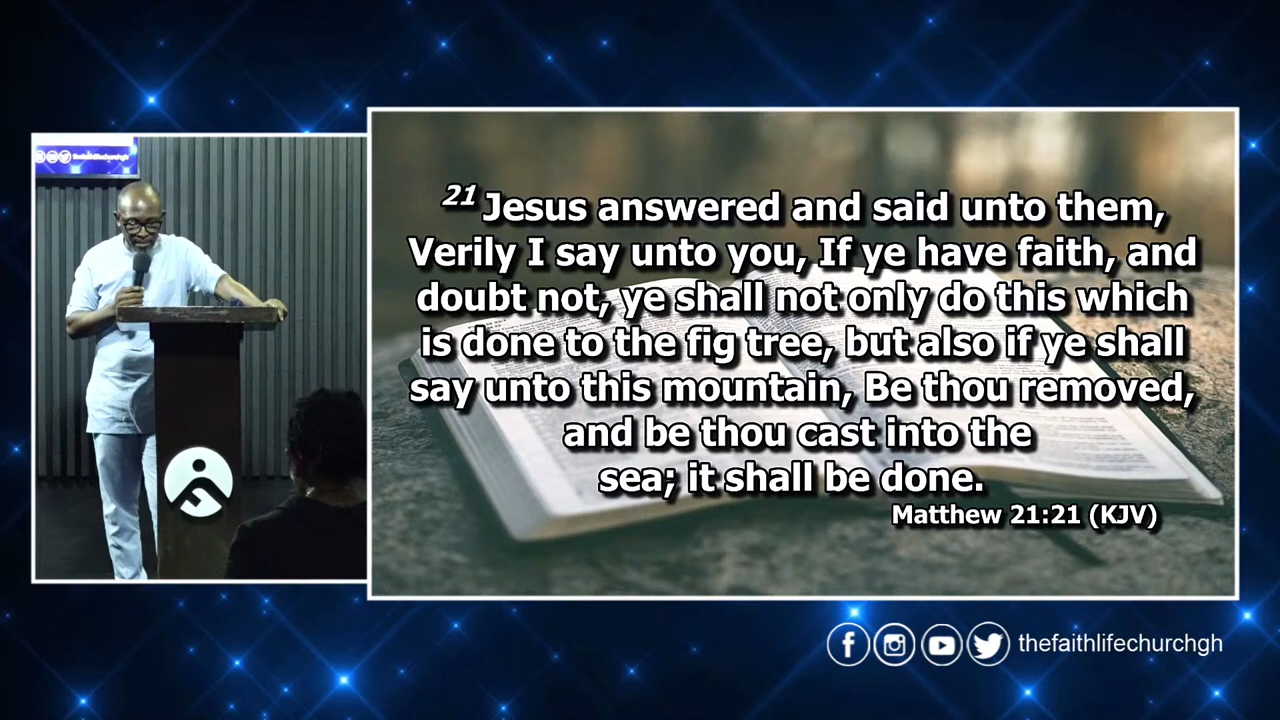 thefaithlifechurchgh
21 Jesus answered and said unto them,
Verily I say unto you, If ye have faith, and
doubt not, ye shall not only do this which
is done to the fig tree, but also if ye shall
say unto this mountain, Be thou removed,
and be thou cast into the
sea; it shall be done.
Matthew 21:21 (KJV)
thefaithlifechurchgh